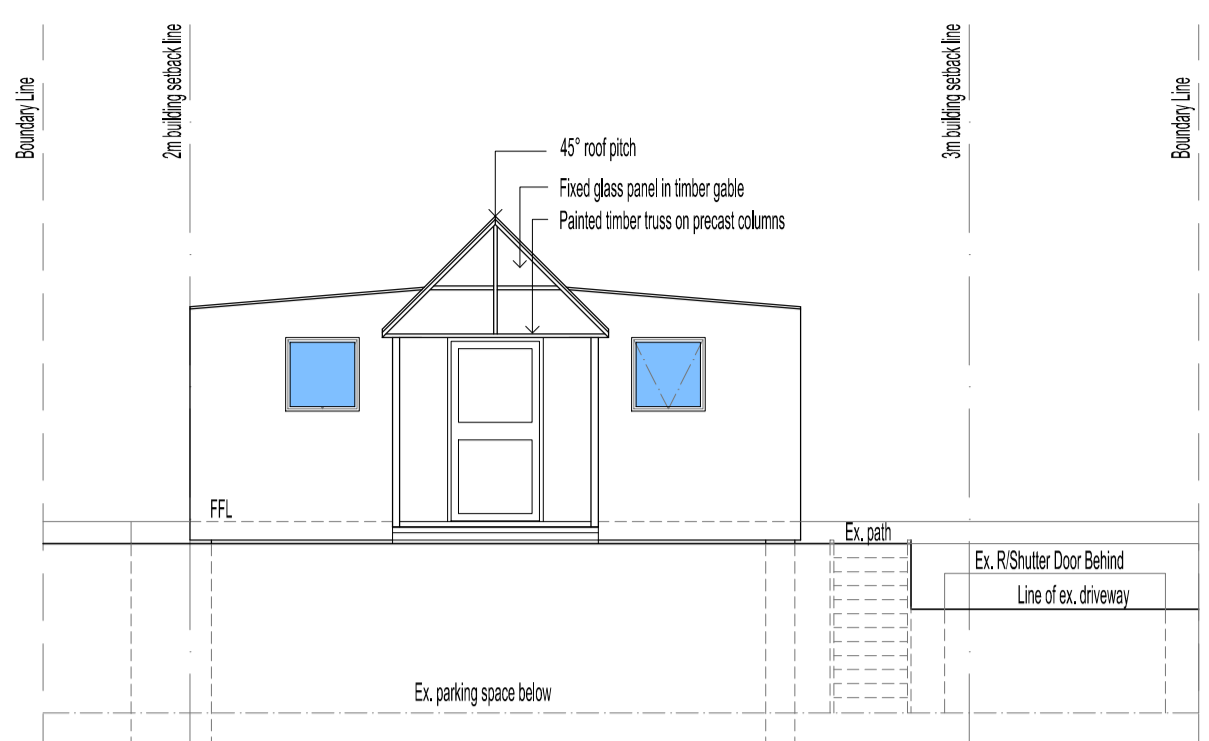 Boundary Line
2m building setback line
3m building setback line
Boundary Line
45° roof pitch
Fixed glass panel in timber gable
Painted timber truss on precast columns
FFL
Ex. path
Ex. R/Shutter Door Behind
Line of ex. driveway
Ex. parking space below